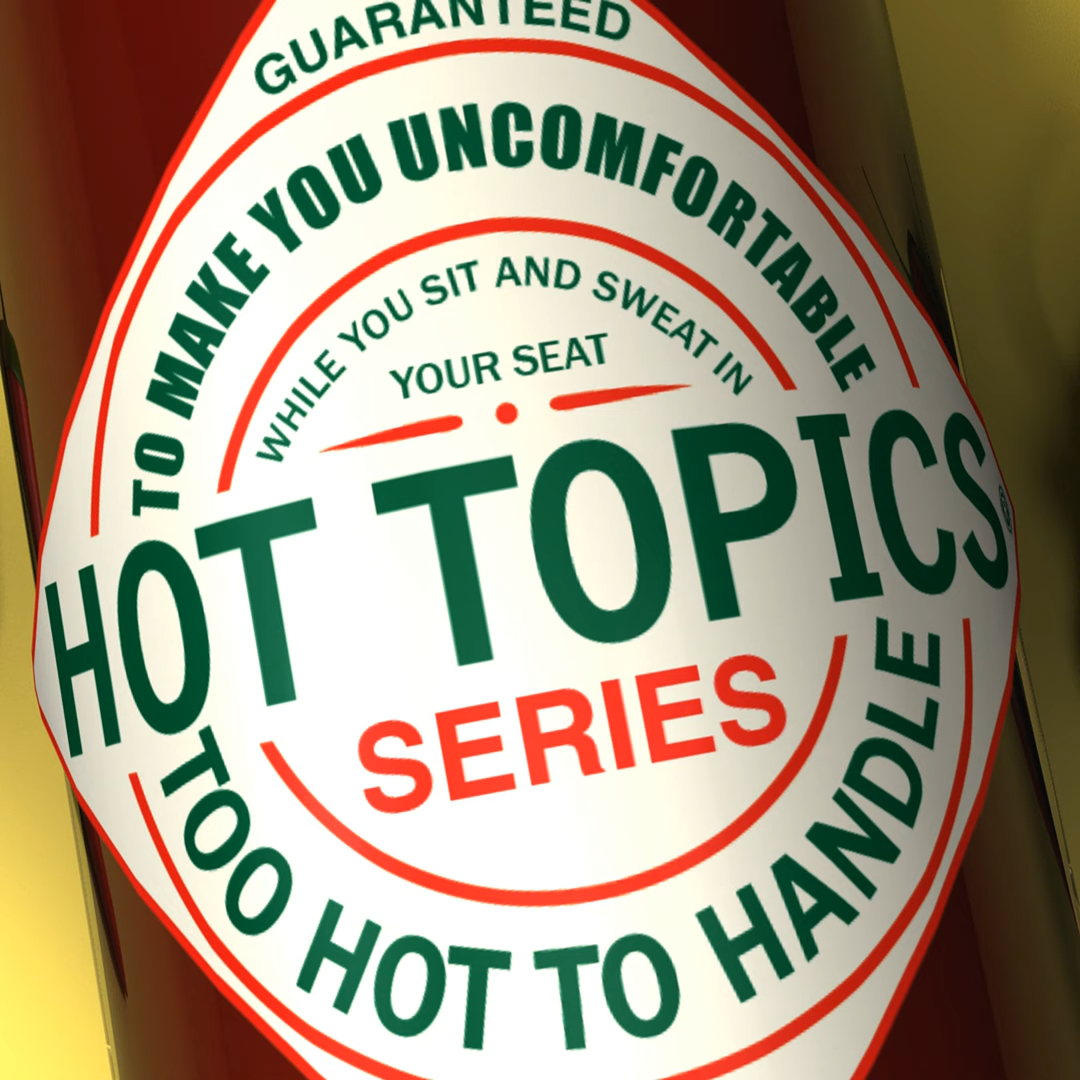 GUARANTEED
TO MAKE YOU UNCOMFORTABLE
WHILE YOU SIT AND SWEAT IN
YOUR SEAT
HOT TOPICS®
SERIES
TOO HOT TO HANDLE